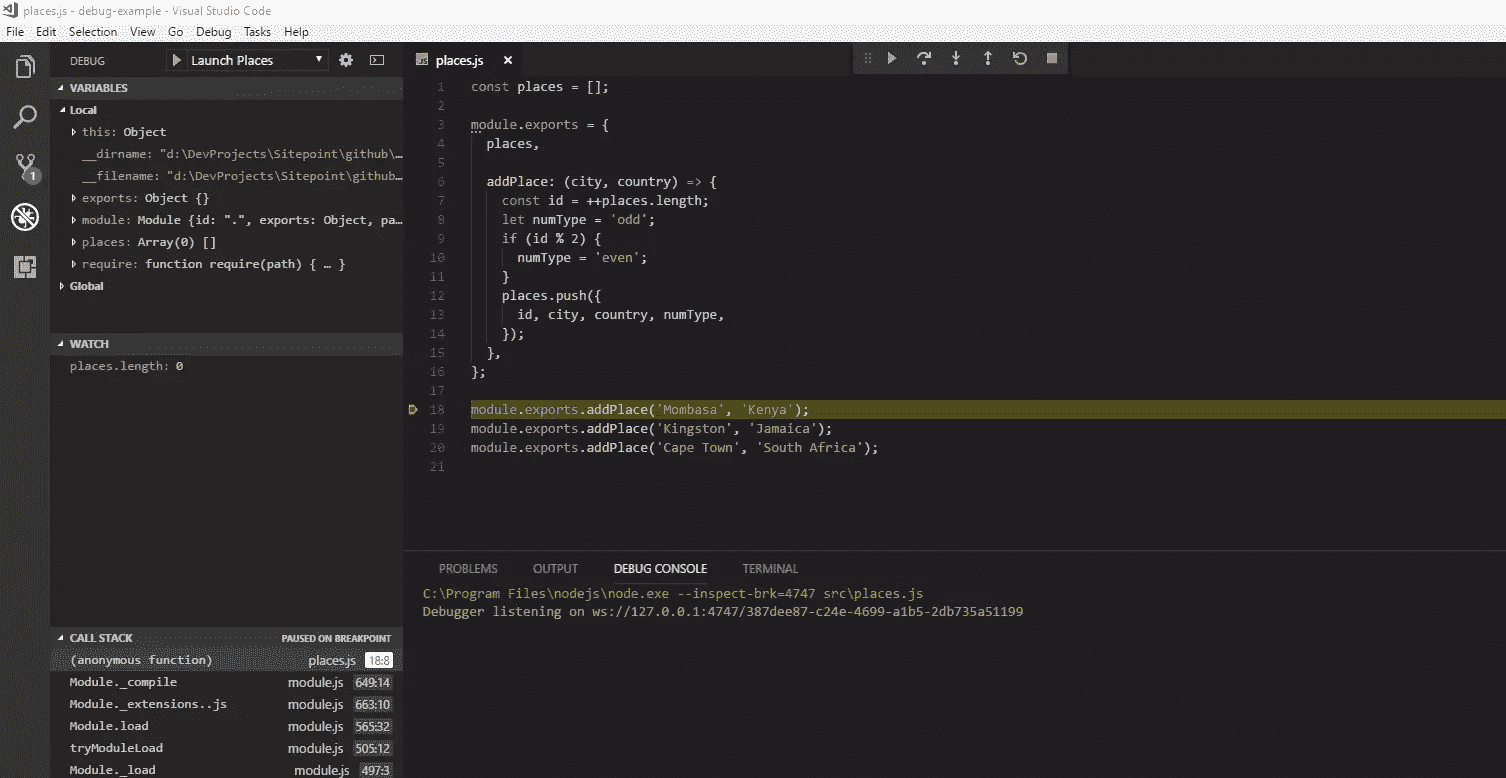 places.js - debug-example - Visual Studio Code
File Edit Selection View Go Debug Tasks Help
DEBUG Launch Places
places.js
VARIABLES
Local
this: Object
__dirname: "d:\DevProjects\Sitepoint\github\…
__filename: "d:\DevProjects\Sitepoint\github…
exports: Object {}
module: Module {id: ".", exports: Object, pa…
places: Array(0) []
require: function require(path) { … }
Global
WATCH
places.length: 0
CALL STACK PAUSED ON BREAKPOINT
(anonymous function) places.js 18:8
Module._compile module.js 649:14
Module._extensions..js module.js 663:10
Module.load module.js 565:32
tryModuleLoad module.js 505:12
Module._load module.js 497:3
1
1 const places = [];
2
3 module.exports = {
4 places,
5
6 addPlace: (city, country) => {
7 const id = ++places.length;
8 let numType = 'odd';
9 if (id % 2) {
10 numType = 'even';
11 }
12 places.push({
13 id, city, country, numType,
14 });
15 },
16 };
17
18 module.exports.addPlace('Mombasa', 'Kenya');
19 module.exports.addPlace('Kingston', 'Jamaica');
20 module.exports.addPlace('Cape Town', 'South Africa');
21
PROBLEMS OUTPUT DEBUG CONSOLE TERMINAL
C:\Program Files\nodejs\node.exe --inspect-brk=4747 src\places.js
Debugger listening on ws://127.0.0.1:4747/387dee87-c24e-4699-a1b5-2db735a51199